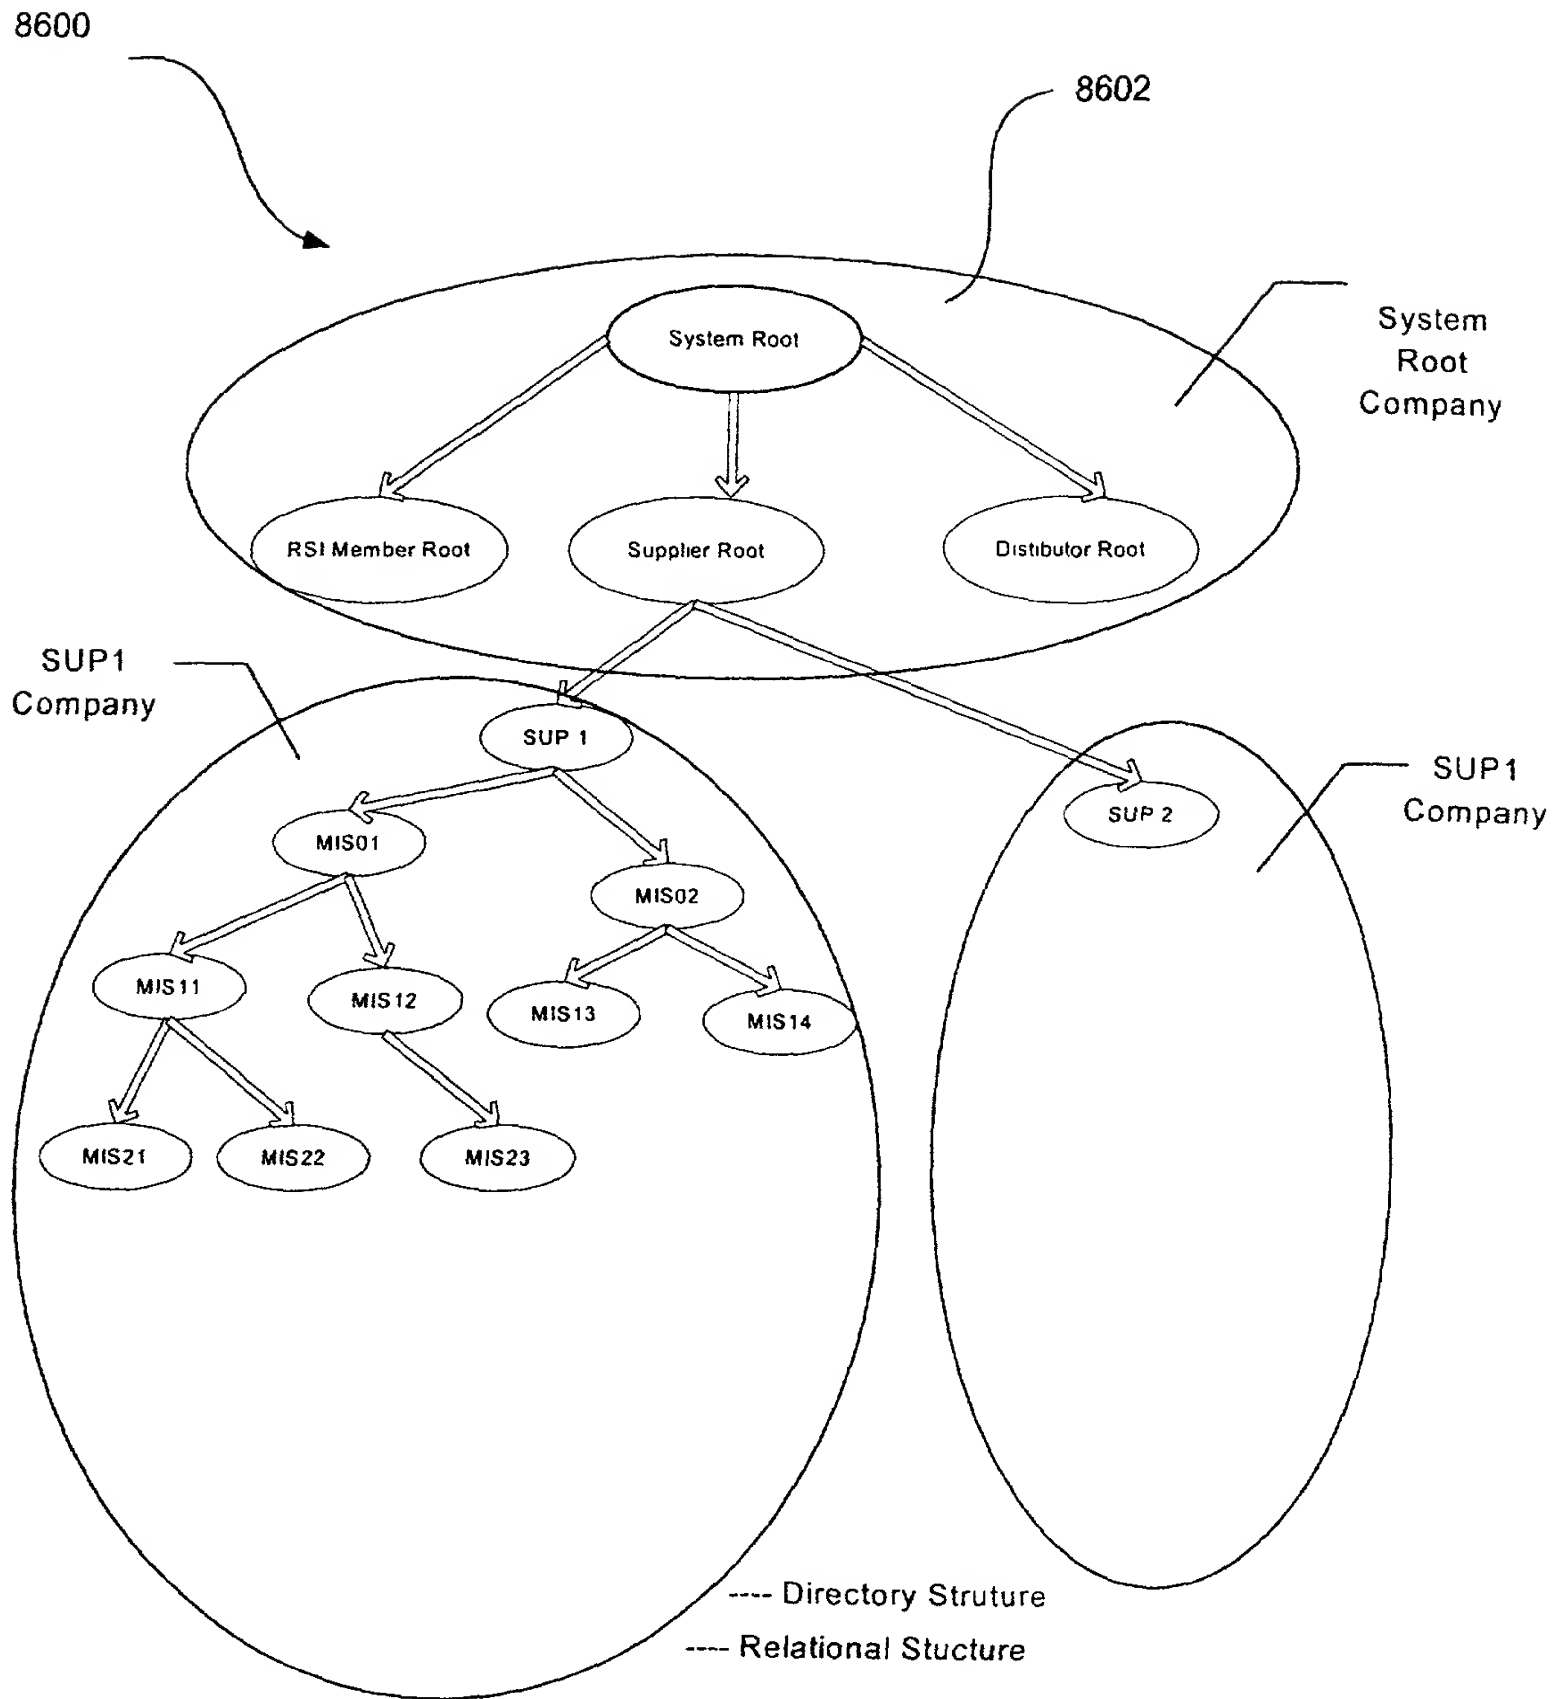 8600
8602
System Root
System
Root
Company
RSI Member Root
Supplier Root
Distibutor Root
SUP1
Company
SUP 1
SUP1
Company
SUP 2
MIS01
MIS02
MIS11
MIS12
MIS13
MIS14
MIS21
MIS22
MIS23
---- Directory Struture
---- Relational Stucture